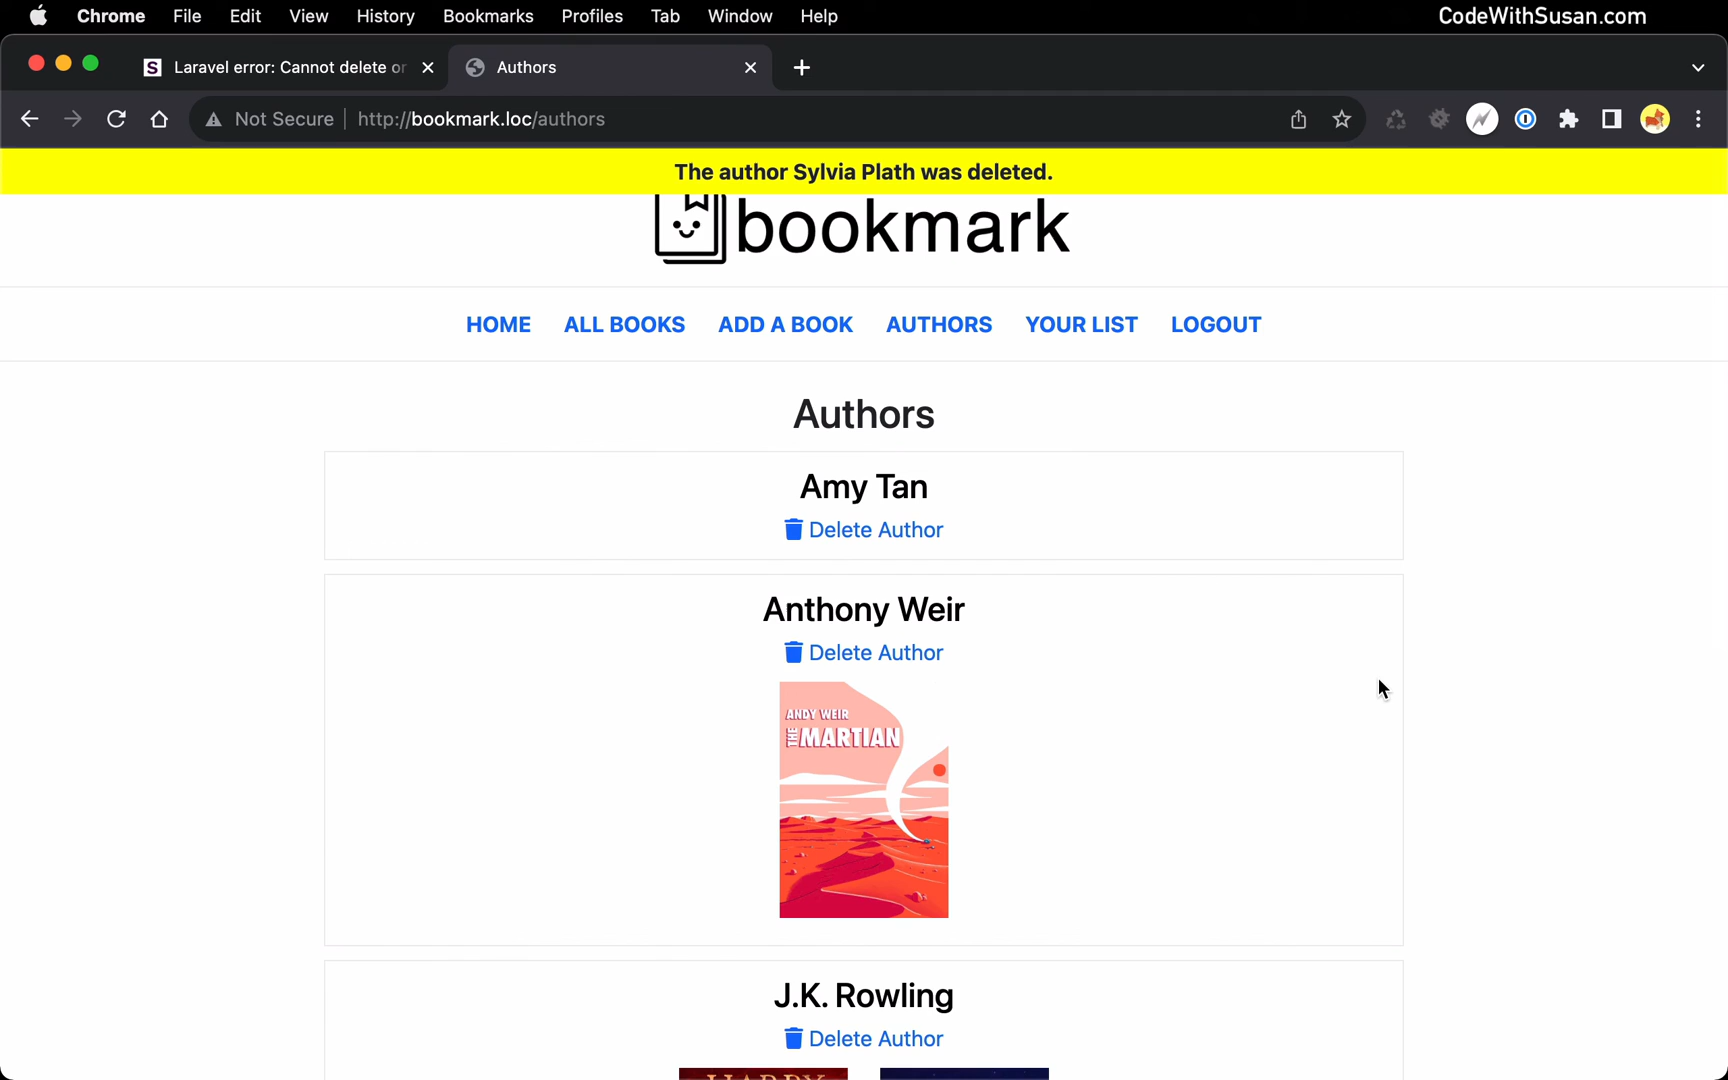 Chrome File Edit View History Bookmarks Profiles Tab Window Help CodeWithSusan.com
S Laravel error: Cannot delete or Authors
Not Secure http://bookmark.loc/authors
The author Sylvia Plath was deleted.
bookmark
HOME ALL BOOKS ADD A BOOK AUTHORS YOUR LIST LOGOUT
Authors
Amy Tan
Delete Author
Anthony Weir
Delete Author
ANDY WEIR
THE MARTIAN
J.K. Rowling
Delete Author
HARRY